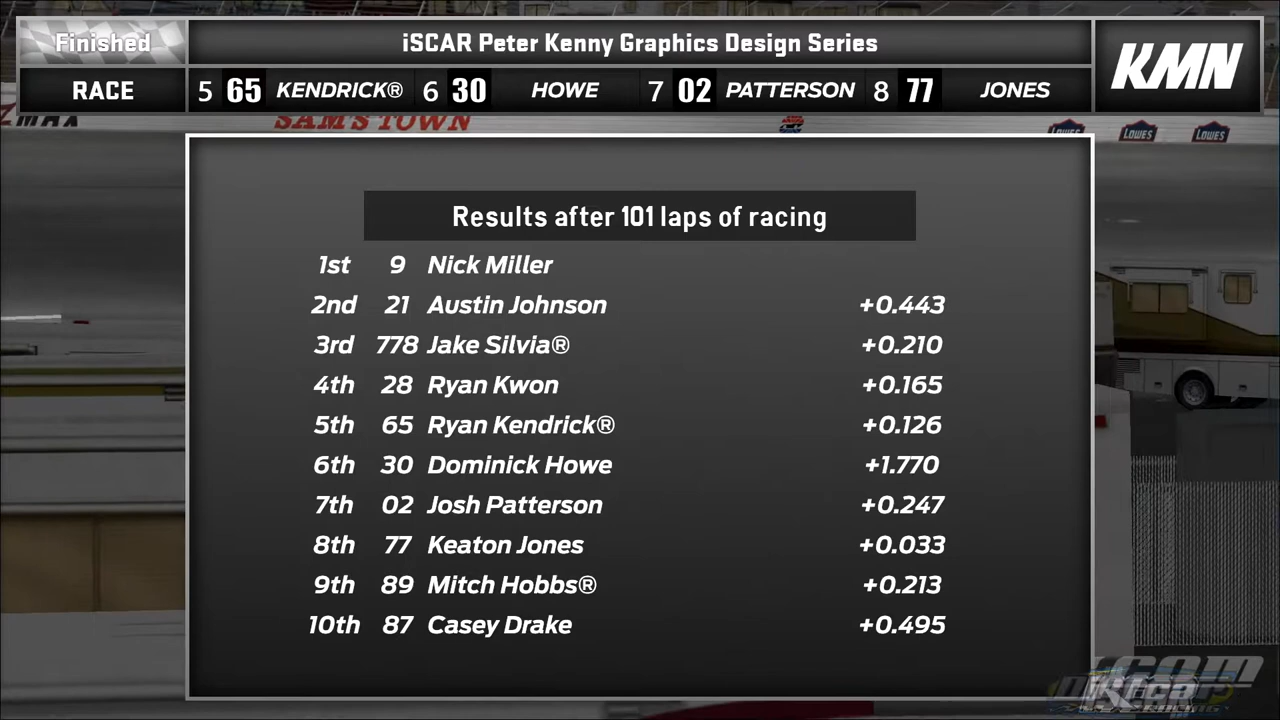 Finished
iSCAR Peter Kenny Graphics Design Series
KMN
RACE
5 65 KENDRICK® 6 30 HOWE 7 02 PATTERSON 8 77 JONES
SAM'S TOWN
LOWE'S LOWE'S LOWE'S
Results after 101 laps of racing
1st 9 Nick Miller
2nd 21 Austin Johnson +0.443
3rd 778 Jake Silvia® +0.210
4th 28 Ryan Kwon +0.165
5th 65 Ryan Kendrick® +0.126
6th 30 Dominick Howe +1.770
7th 02 Josh Patterson +0.247
8th 77 Keaton Jones +0.033
9th 89 Mitch Hobbs® +0.213
10th 87 Casey Drake +0.495